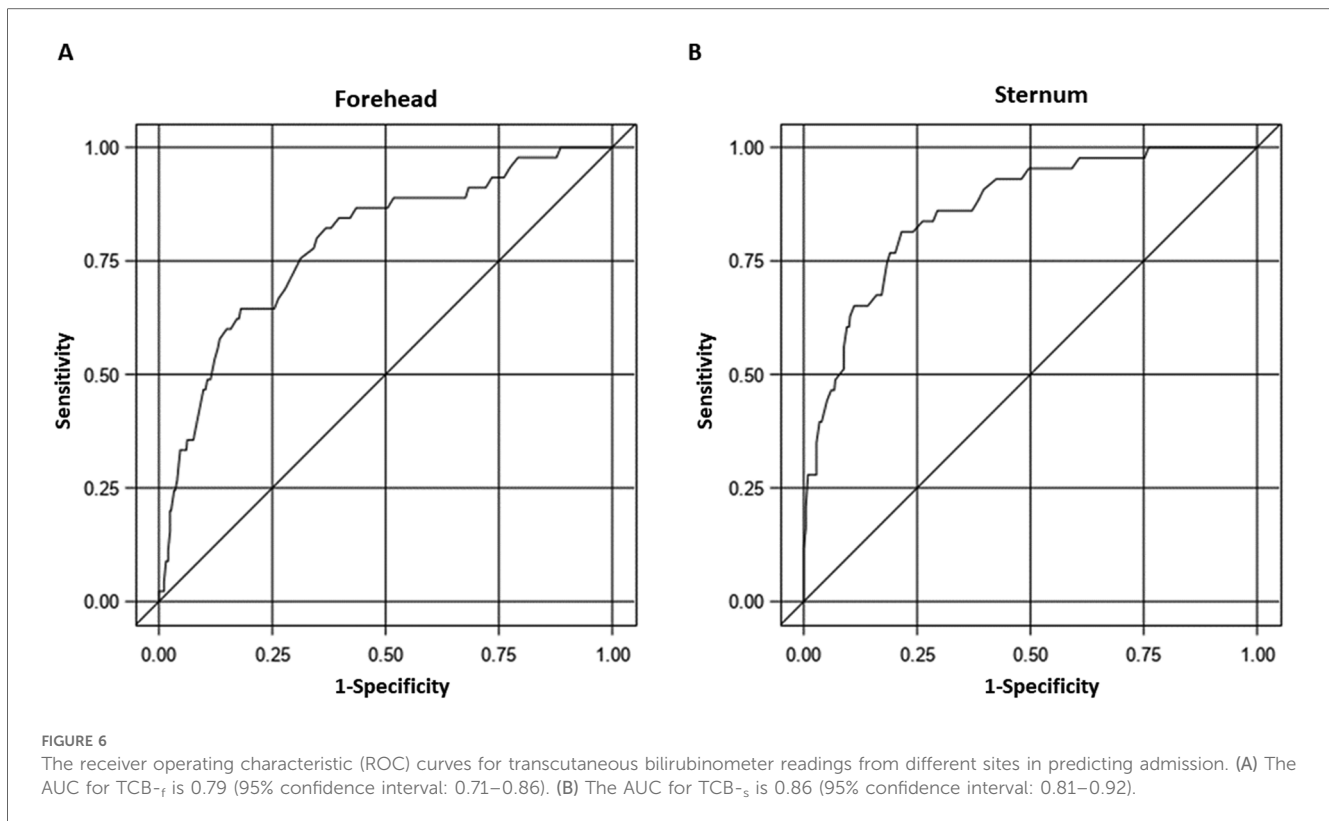 A
Forehead
1.00
0.75
0.50
0.25
0.00
Sensitivity
0.00 0.25 0.50 0.75 1.00
1-Specificity
B
Sternum
1.00
0.75
0.50
0.25
0.00
Sensitivity
0.00 0.25 0.50 0.75 1.00
1-Specificity
FIGURE 6
The receiver operating characteristic (ROC) curves for transcutaneous bilirubinometer readings from different sites in predicting admission. (A) The
AUC for TCB-f is 0.79 (95% confidence interval: 0.71–0.86). (B) The AUC for TCB-s is 0.86 (95% confidence interval: 0.81–0.92).